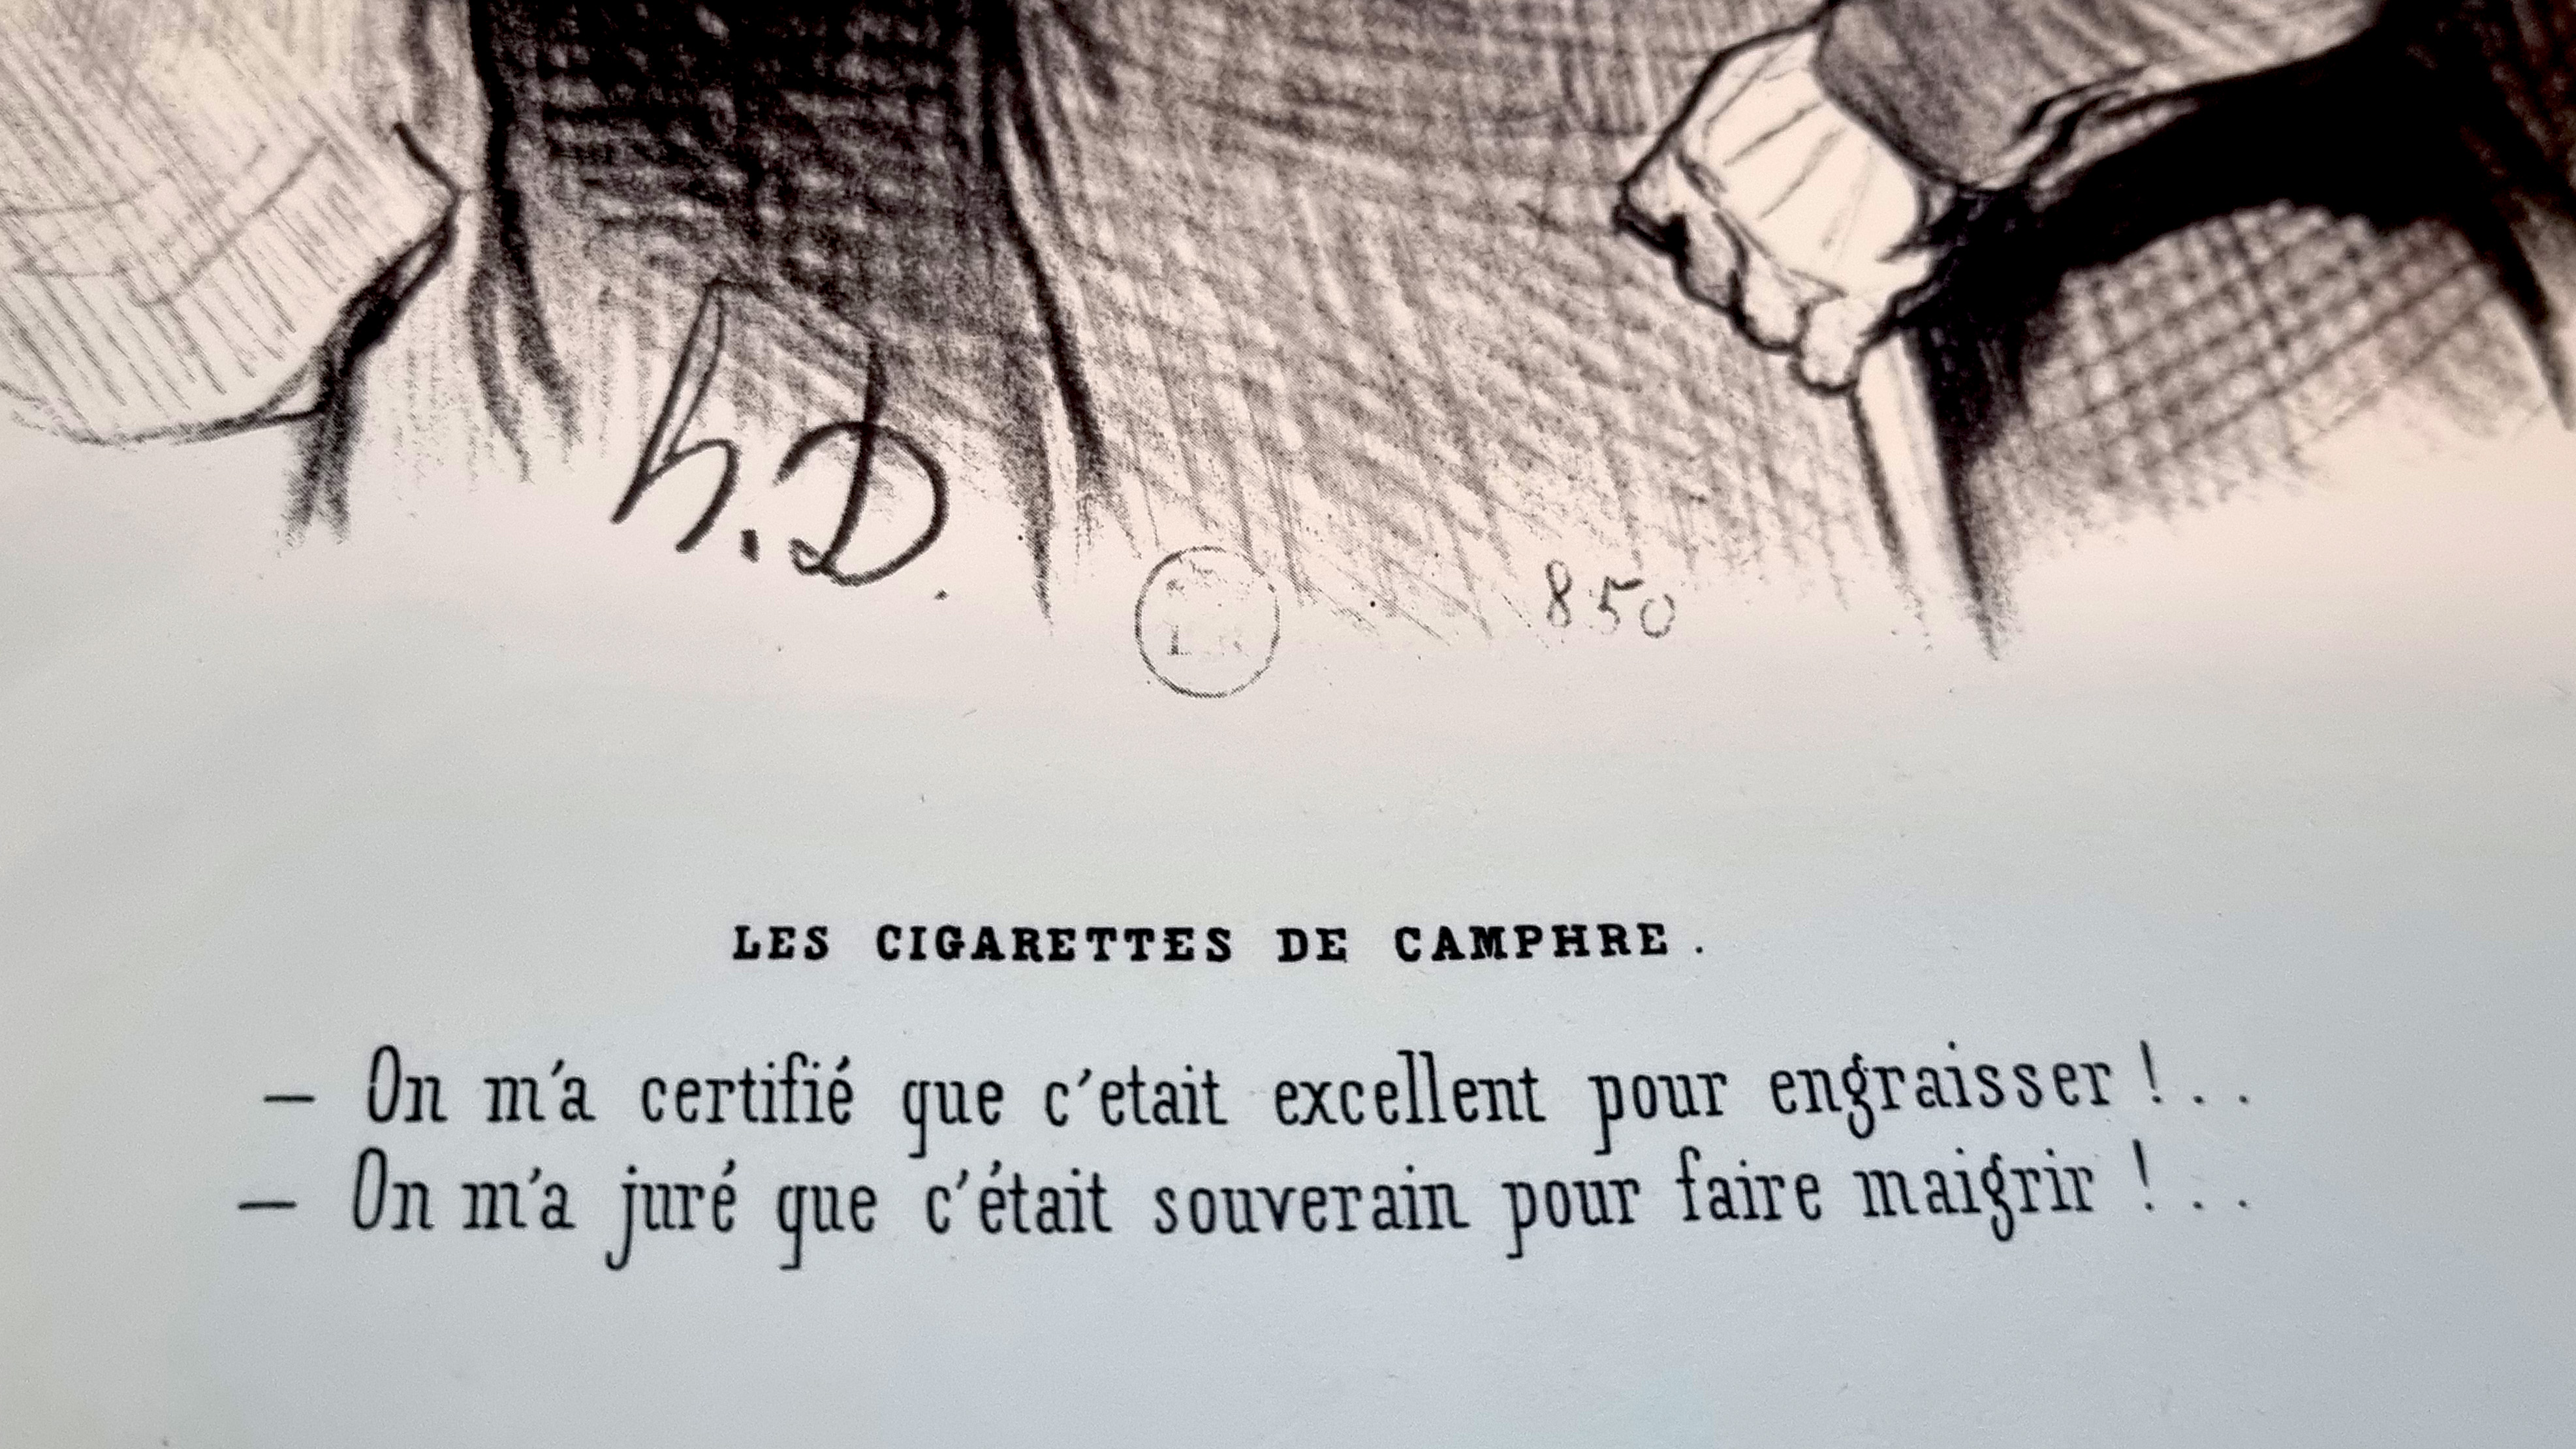 h.D.
850
LES CIGARETTES DE CAMPHRE.
— On m'a certifié que c'etait excellent pour engraisser !..
— On m'a juré que c'était souverain pour faire maigrir !..